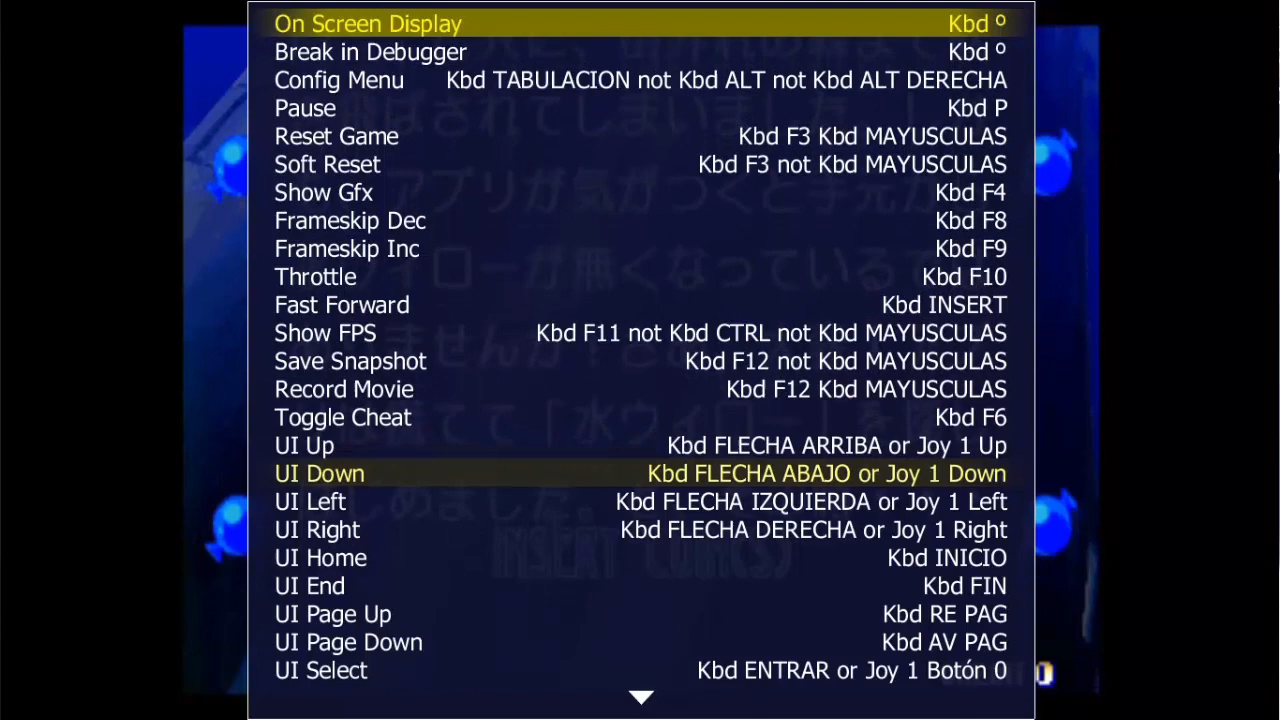 On Screen Display Kbd º
Break in Debugger Kbd º
Config Menu Kbd TABULACION not Kbd ALT not Kbd ALT DERECHA
Pause Kbd P
Reset Game Kbd F3 Kbd MAYUSCULAS
Soft Reset Kbd F3 not Kbd MAYUSCULAS
Show Gfx Kbd F4
Frameskip Dec Kbd F8
Frameskip Inc Kbd F9
Throttle Kbd F10
Fast Forward Kbd INSERT
Show FPS Kbd F11 not Kbd CTRL not Kbd MAYUSCULAS
Save Snapshot Kbd F12 not Kbd MAYUSCULAS
Record Movie Kbd F12 Kbd MAYUSCULAS
Toggle Cheat Kbd F6
UI Up Kbd FLECHA ARRIBA or Joy 1 Up
UI Down Kbd FLECHA ABAJO or Joy 1 Down
UI Left Kbd FLECHA IZQUIERDA or Joy 1 Left
UI Right Kbd FLECHA DERECHA or Joy 1 Right
UI Home Kbd INICIO
UI End Kbd FIN
UI Page Up Kbd RE PAG
UI Page Down Kbd AV PAG
UI Select Kbd ENTRAR or Joy 1 Botón 0
INSERT COIN(S)
0